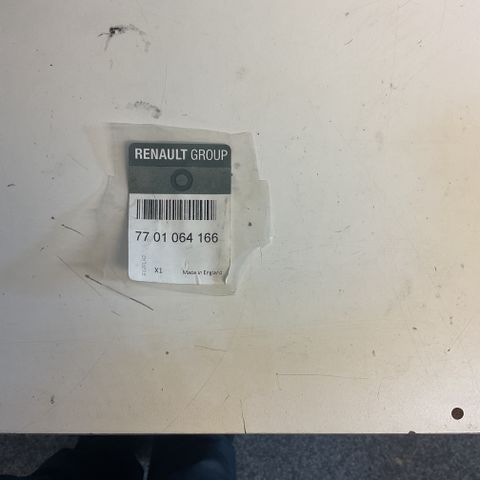 RENAULT GROUP
77 01 064 166
X1
Made in England